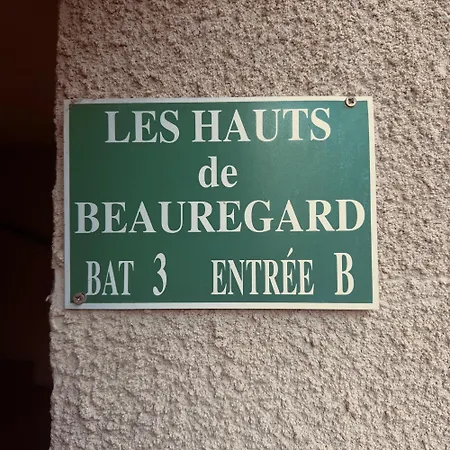 LES HAUTS
de
BEAUREGARD
BAT 3 ENTRÉE B